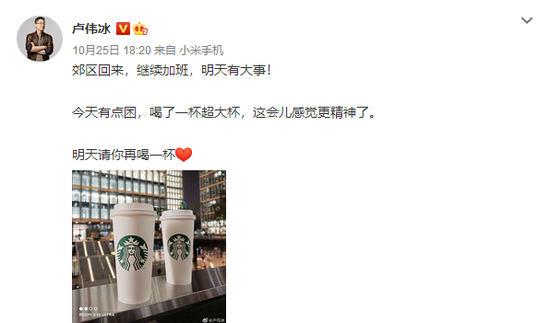 卢伟冰
10月25日 18:20 来自 小米手机
郊区回来，继续加班，明天有大事！
今天有点困，喝了一杯超大杯，这会儿感觉更精神了。
明天请你再喝一杯
@卢伟冰